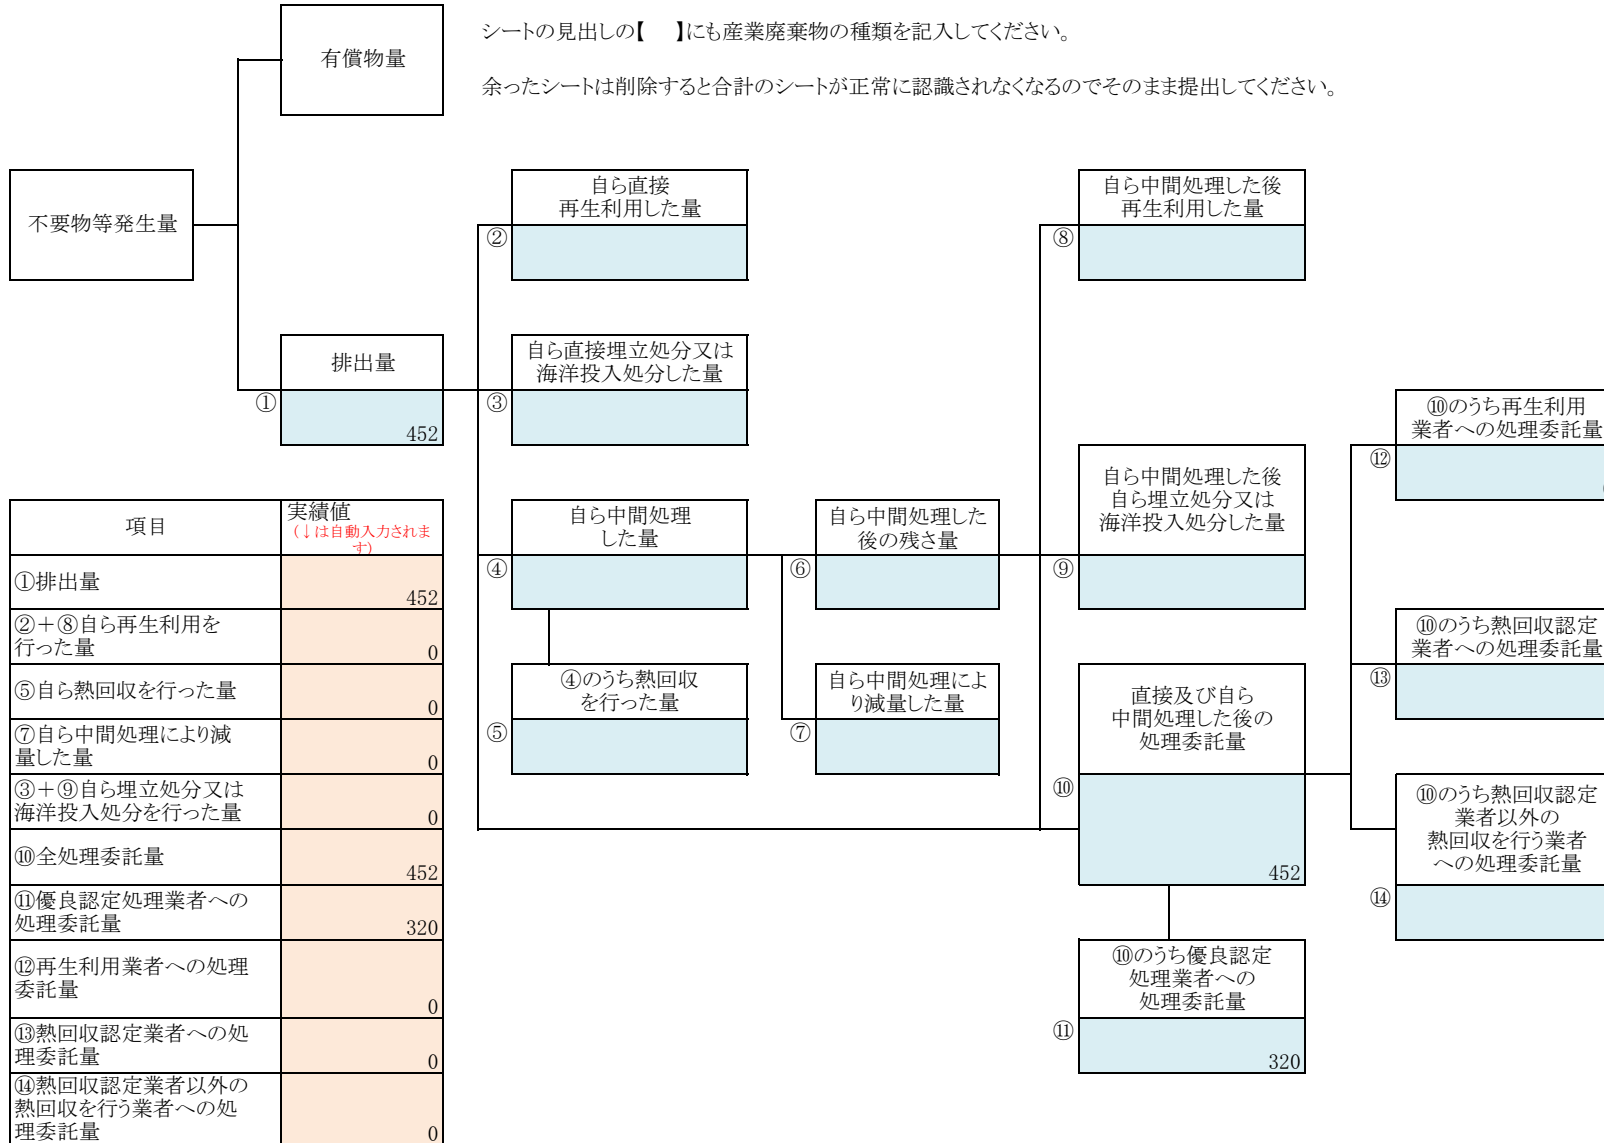 シートの見出しの【　】にも産業廃棄物の種類を記入してください。
有償物量
余ったシートは削除すると合計のシートが正常に認識されなくなるのでそのまま提出してください。
不要物等発生量
自ら直接
再生利用した量
②
自ら中間処理した後
再生利用した量
⑧
排出量
①
452
自ら直接埋立処分又は
海洋投入処分した量
③
⑩のうち再生利用
業者への処理委託量
⑫
自ら中間処理
した量
④
自ら中間処理した
後の残さ量
⑥
自ら中間処理した後
自ら埋立処分又は
海洋投入処分した量
⑨
④のうち熱回収
を行った量
⑤
自ら中間処理によ
り減量した量
⑦
直接及び自ら
中間処理した後の
処理委託量
⑩
452
⑩のうち熱回収認定
業者への処理委託量
⑬
⑩のうち熱回収認定
業者以外の
熱回収を行う業者
への処理委託量
⑭
⑩のうち優良認定
処理業者への
処理委託量
⑪
320
項目
実績値
(↓は自動入力されま
す)
①排出量
452
②＋⑧自ら再生利用を
行った量
0
⑤自ら熱回収を行った量
0
⑦自ら中間処理により減
量した量
0
③＋⑨自ら埋立処分又は
海洋投入処分を行った量
0
⑩全処理委託量
452
⑪優良認定処理業者への
処理委託量
320
⑫再生利用業者への処理
委託量
0
⑬熱回収認定業者への処
理委託量
0
⑭熱回収認定業者以外の
熱回収を行う業者への処
理委託量
0